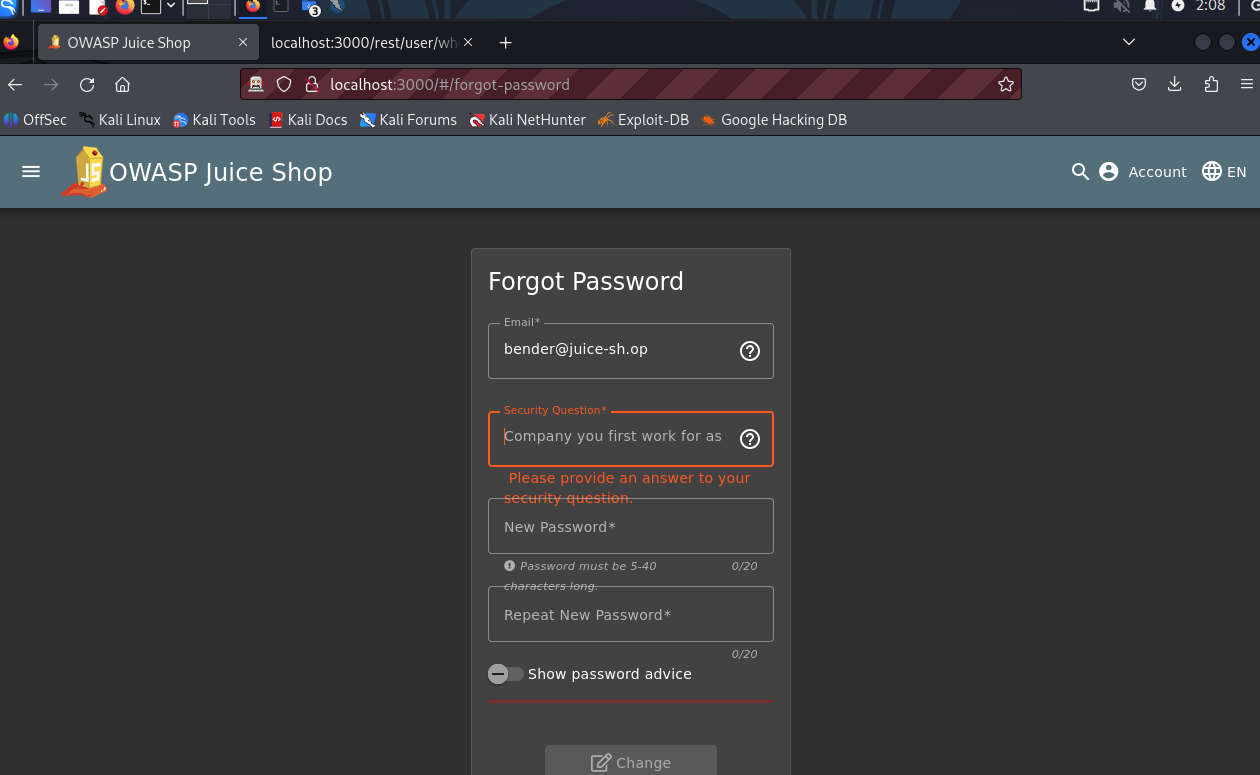 3
2:08
OWASP Juice Shop
localhost:3000/rest/user/wh
localhost:3000/#/forgot-password
OffSec Kali Linux Kali Tools Kali Docs Kali Forums Kali NetHunter Exploit-DB Google Hacking DB
JS OWASP Juice Shop Account EN
Forgot Password
Email*
bender@juice-sh.op
Security Question*
Company you first work for as
Please provide an answer to your
security question.
New Password*
Password must be 5-40 0/20
characters long.
Repeat New Password*
0/20
Show password advice
Change